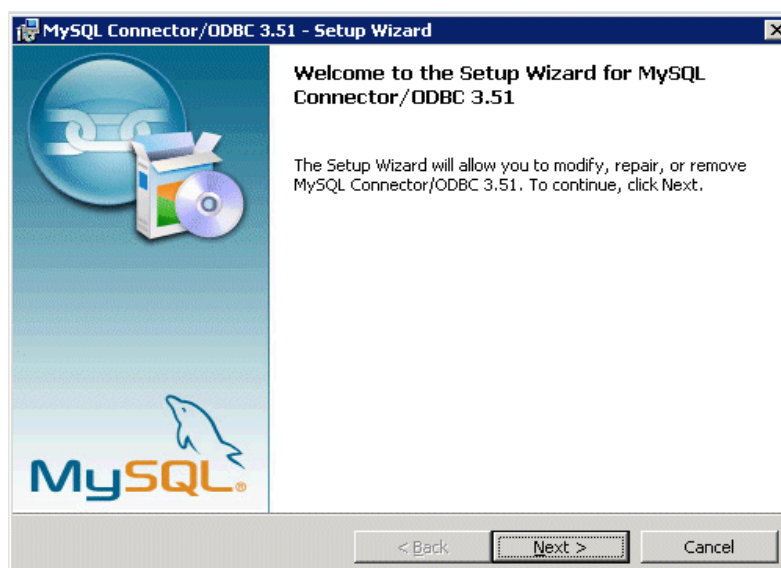 MySQL Connector/ODBC 3.51 - Setup Wizard
Welcome to the Setup Wizard for MySQL
Connector/ODBC 3.51
The Setup Wizard will allow you to modify, repair, or remove
MySQL Connector/ODBC 3.51. To continue, click Next.
MySQL®
< Back
Next >
Cancel